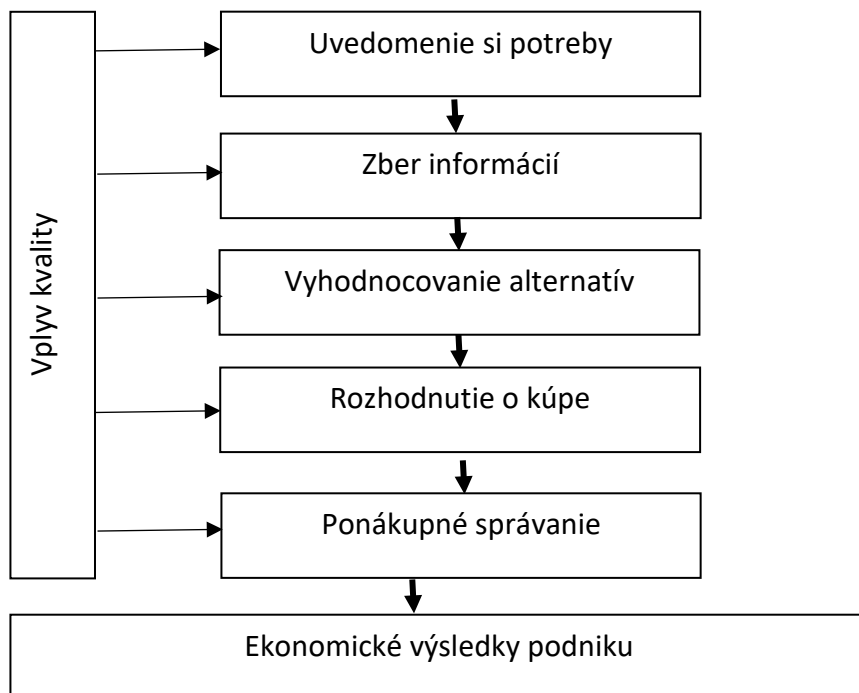 Vplyv kvality
Uvedomenie si potreby
Zber informácií
Vyhodnocovanie alternatív
Rozhodnutie o kúpe
Ponákupné správanie
Ekonomické výsledky podniku